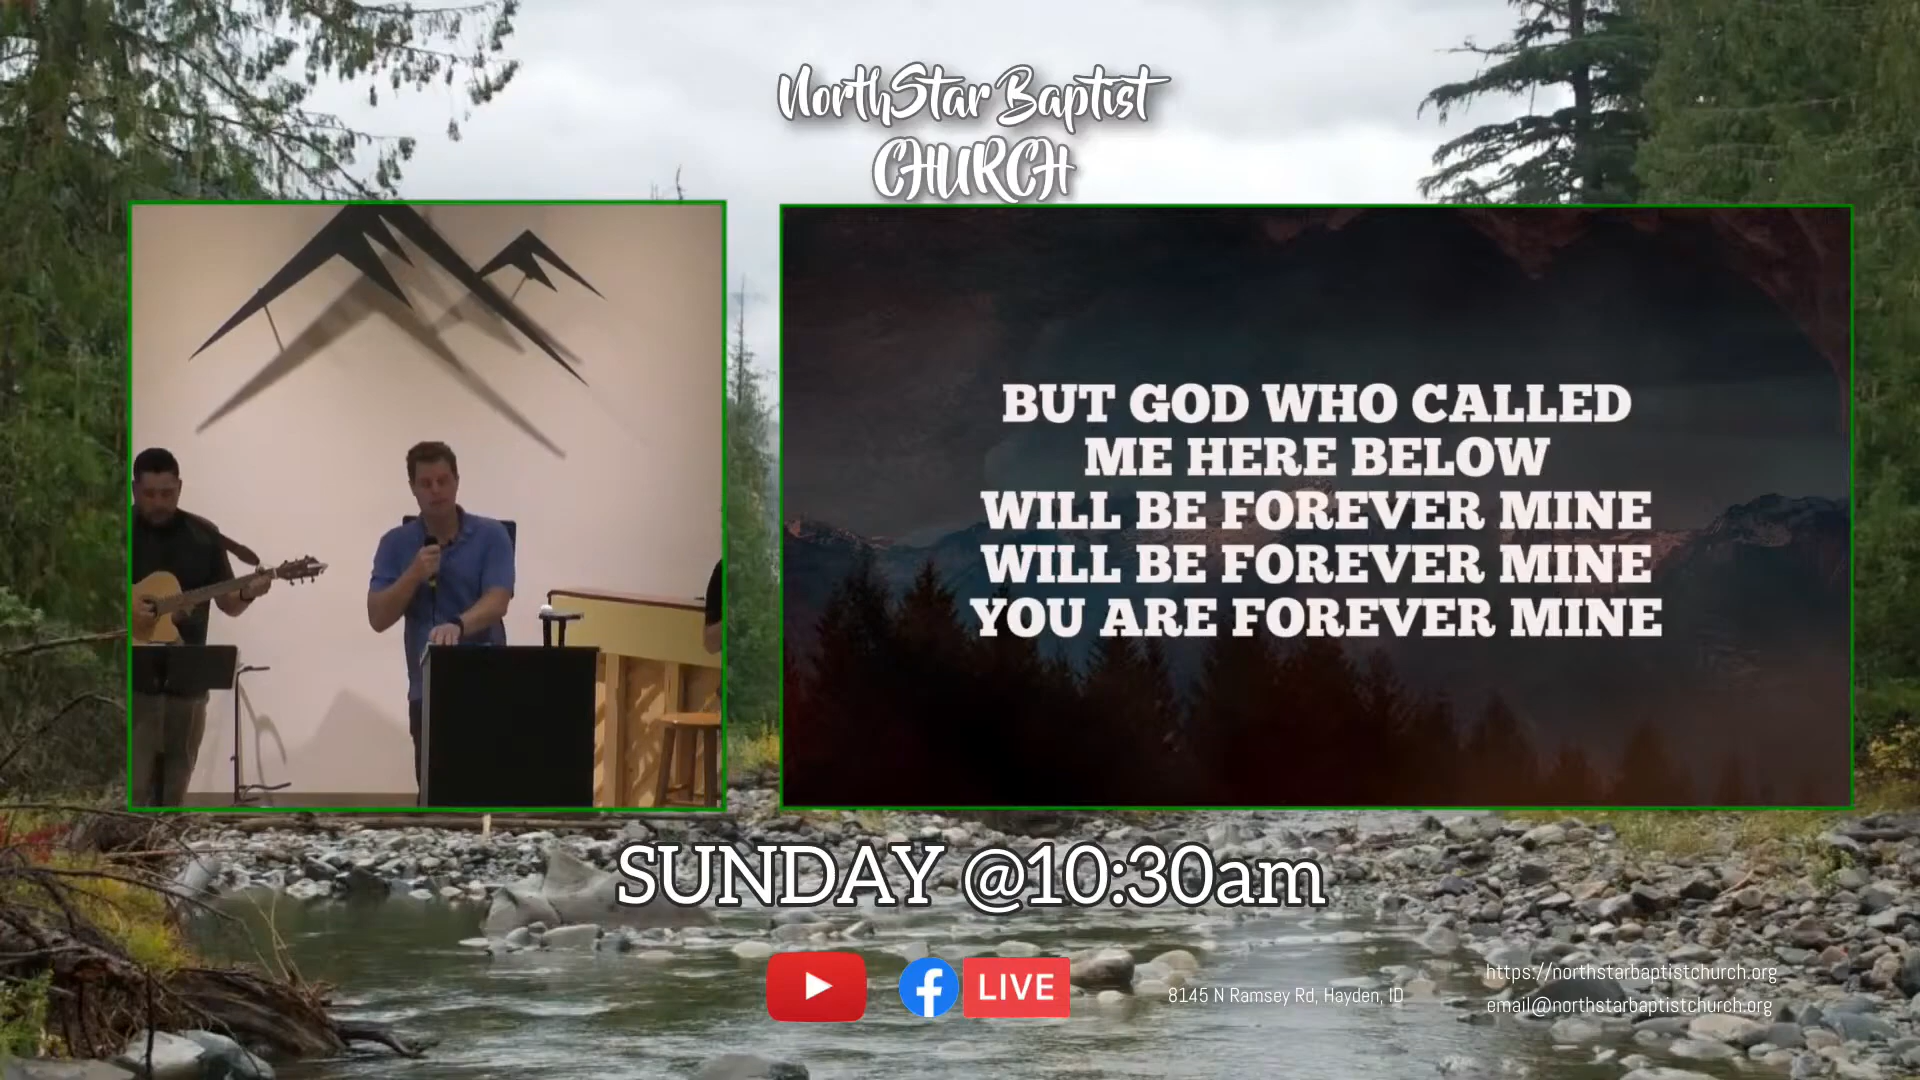 NorthStar Baptist
CHURCH
BUT GOD WHO CALLED
ME HERE BELOW
WILL BE FOREVER MINE
WILL BE FOREVER MINE
YOU ARE FOREVER MINE
SUNDAY @10:30am
LIVE
8145 N Ramsey Rd, Hayden, ID
https://northstarbaptistchurch.org
email@northstarbaptistchurch.org